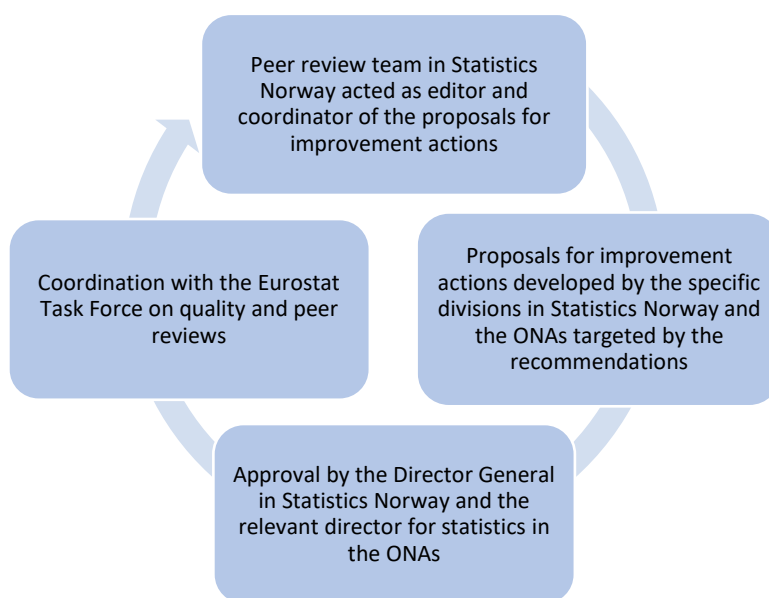 Peer review team in Statistics
Norway acted as editor and
coordinator of the proposals for
improvement actions
Proposals for improvement
actions developed by the specific
divisions in Statistics Norway and
the ONAs targeted by the
recommendations
Approval by the Director General
in Statistics Norway and the
relevant director for statistics in
the ONAs
Coordination with the Eurostat
Task Force on quality and peer
reviews